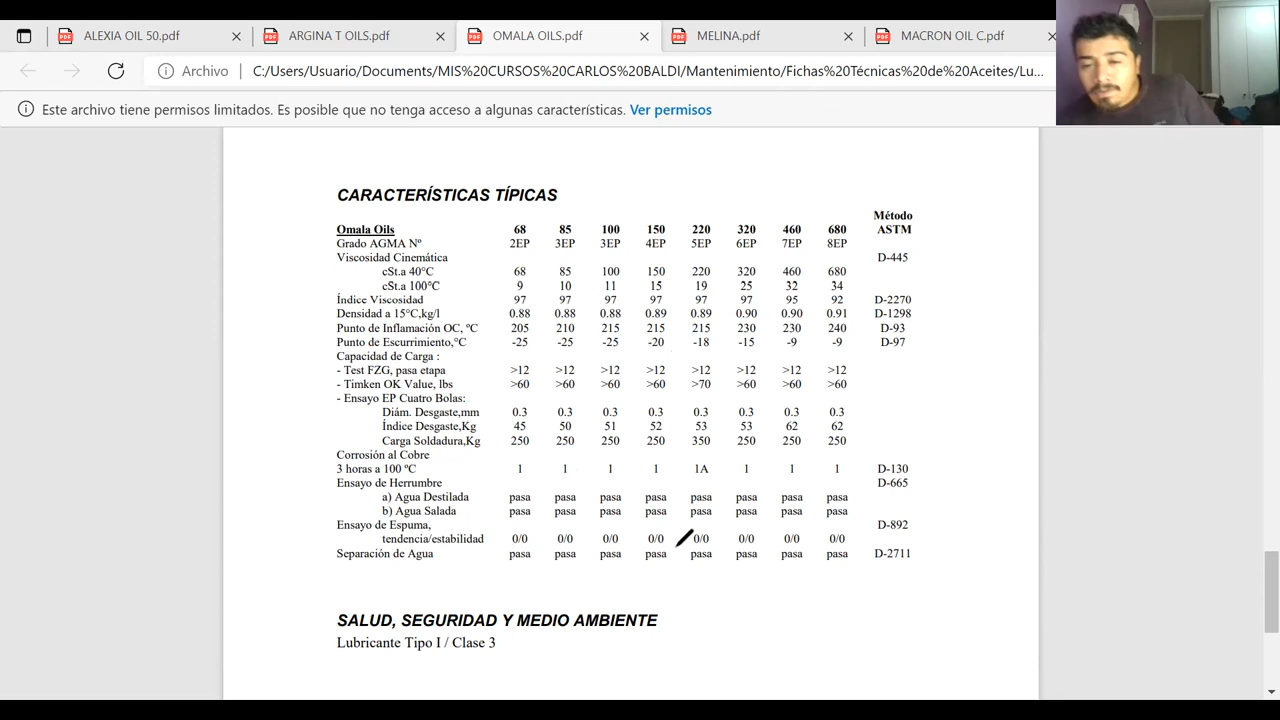 ALEXIA OIL 50.pdf ARGINA T OILS.pdf OMALA OILS.pdf MELINA.pdf MACRON OIL C.pdf
Archivo C:/Users/Usuario/Documents/MIS%20CURSOS%20CARLOS%20BALDI/Mantenimiento/Fichas%20Técnicas%20de%20Aceites/Lu...
Este archivo tiene permisos limitados. Es posible que no tenga acceso a algunas características. Ver permisos
CARACTERÍSTICAS TÍPICAS
Método
Omala Oils 68 85 100 150 220 320 460 680 ASTM
Grado AGMA Nº 2EP 3EP 3EP 4EP 5EP 6EP 7EP 8EP
Viscosidad Cinemática D-445
cSt.a 40°C 68 85 100 150 220 320 460 680
cSt.a 100°C 9 10 11 15 19 25 32 34
Índice Viscosidad 97 97 97 97 97 97 95 92 D-2270
Densidad a 15°C,kg/l 0.88 0.88 0.88 0.89 0.89 0.90 0.90 0.91 D-1298
Punto de Inflamación OC, ºC 205 210 215 215 215 230 230 240 D-93
Punto de Escurrimiento,°C -25 -25 -25 -20 -18 -15 -9 -9 D-97
Capacidad de Carga :
- Test FZG, pasa etapa >12 >12 >12 >12 >12 >12 >12 >12
- Timken OK Value, lbs >60 >60 >60 >60 >70 >60 >60 >60
- Ensayo EP Cuatro Bolas:
Diám. Desgaste,mm 0.3 0.3 0.3 0.3 0.3 0.3 0.3 0.3
Índice Desgaste,Kg 45 50 51 52 53 53 62 62
Carga Soldadura,Kg 250 250 250 250 350 250 250 250
Corrosión al Cobre
3 horas a 100 ºC 1 1 1 1 1A 1 1 1 D-130
Ensayo de Herrumbre D-665
a) Agua Destilada pasa pasa pasa pasa pasa pasa pasa pasa
b) Agua Salada pasa pasa pasa pasa pasa pasa pasa pasa
Ensayo de Espuma, D-892
tendencia/estabilidad 0/0 0/0 0/0 0/0 0/0 0/0 0/0 0/0
Separación de Agua pasa pasa pasa pasa pasa pasa pasa pasa D-2711
SALUD, SEGURIDAD Y MEDIO AMBIENTE
Lubricante Tipo I / Clase 3